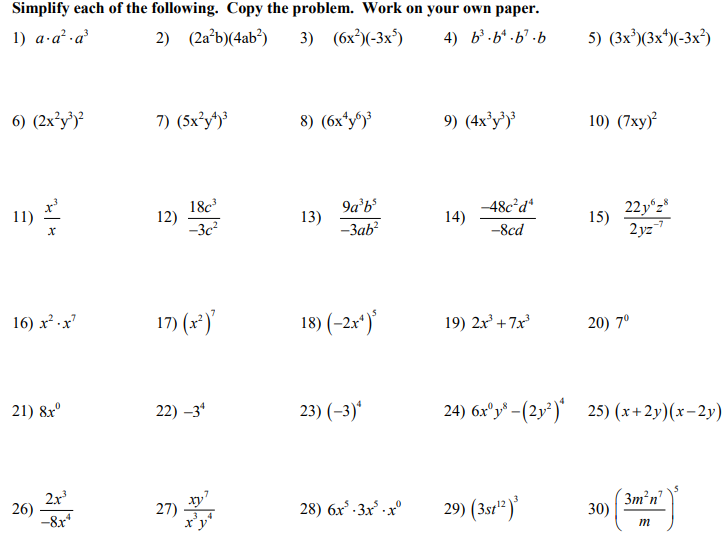 Simplify each of the following. Copy the problem. Work on your own paper.
1) a·a²·a³ 2) (2a²b)(4ab²) 3) (6x²)(-3x⁵) 4) b³·b⁴·b⁷·b 5) (3x³)(3x⁴)(-3x²)
6) (2x²y³)² 7) (5x²y⁴)³ 8) (6x⁴y⁶)³ 9) (4x³y³)³ 10) (7xy)²
11) x³/x 12) 18c³/−3c² 13) 9a³b⁵/−3ab² 14) −48c²d⁴/−8cd 15) 22y⁶z⁸/2yz⁻⁷
16) x²·x⁷ 17) (x²)⁷ 18) (−2x⁴)⁵ 19) 2x³+7x³ 20) 7⁰
21) 8x⁰ 22) −3⁴ 23) (−3)⁴ 24) 6x⁰y⁸−(2y²)⁴ 25) (x+2y)(x−2y)
26) 2x³/−8x⁴ 27) xy⁷/x³y⁴ 28) 6x⁵·3x⁵·x⁰ 29) (3st¹²)³ 30) (3m²n⁷/m)⁵